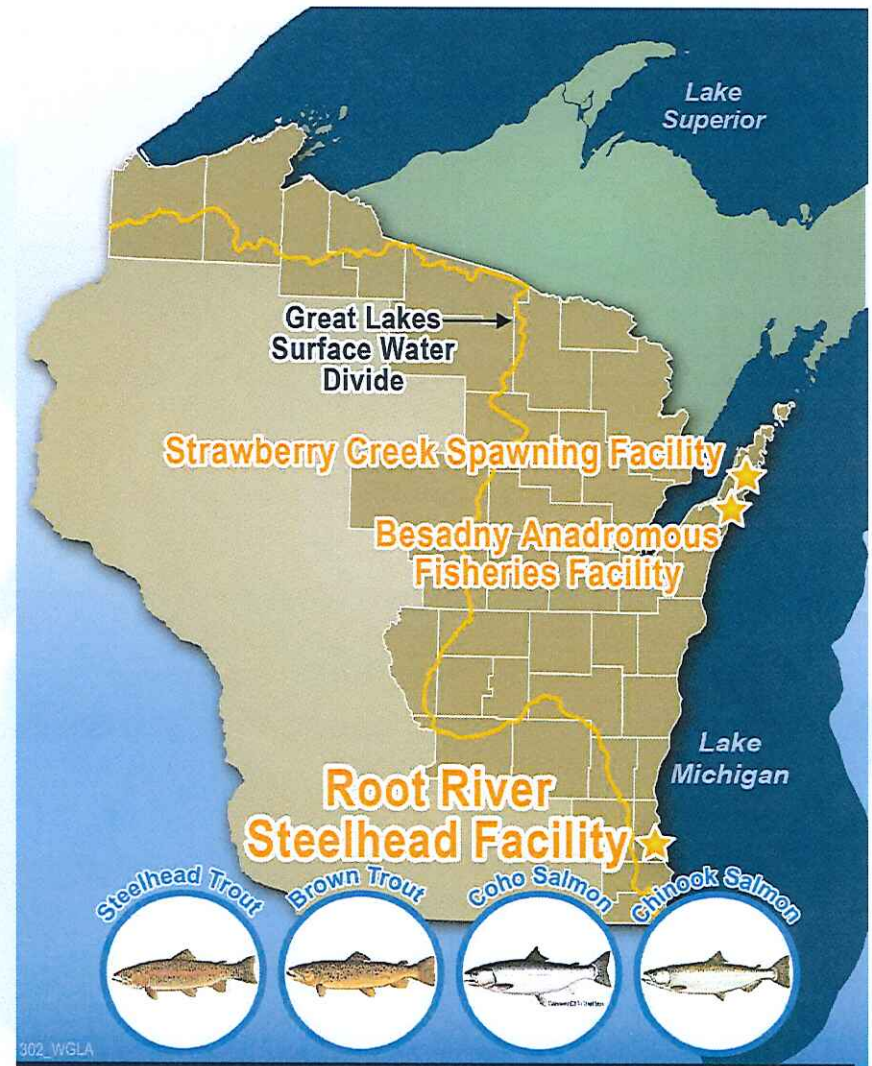 Lake
Superior
Great Lakes
Surface Water
Divide
Strawberry Creek Spawning Facility
Besadny Anadromous
Fisheries Facility
Lake
Michigan
Root River
Steelhead Facility
Steelhead Trout
Brown Trout
Coho Salmon
Chinook Salmon
302_WGLA